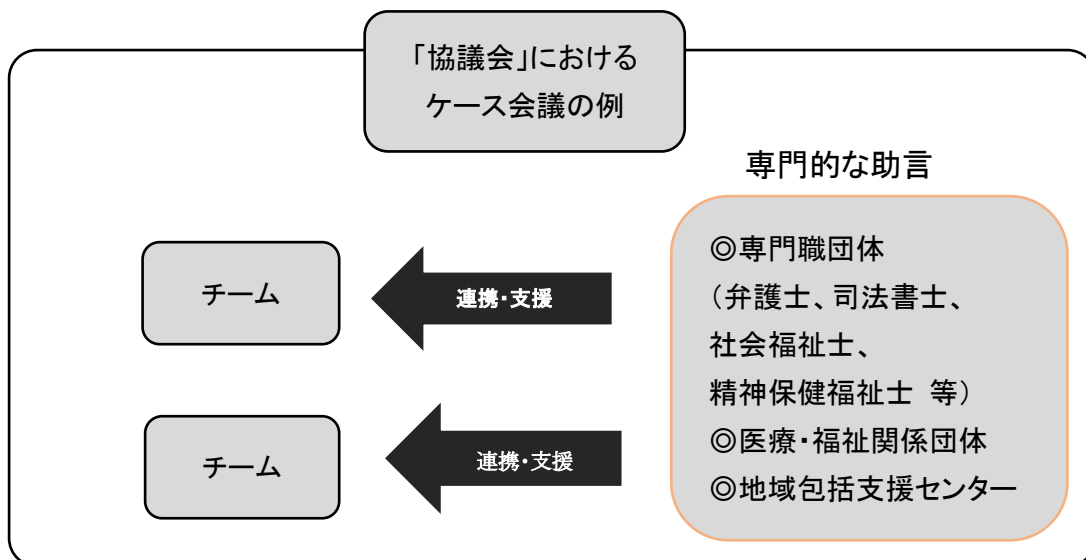 「協議会」における
ケース会議の例
専門的な助言
チーム
連携・支援
◎専門職団体
（弁護士、司法書士、
社会福祉士、
精神保健福祉士 等）
◎医療・福祉関係団体
◎地域包括支援センター
チーム
連携・支援